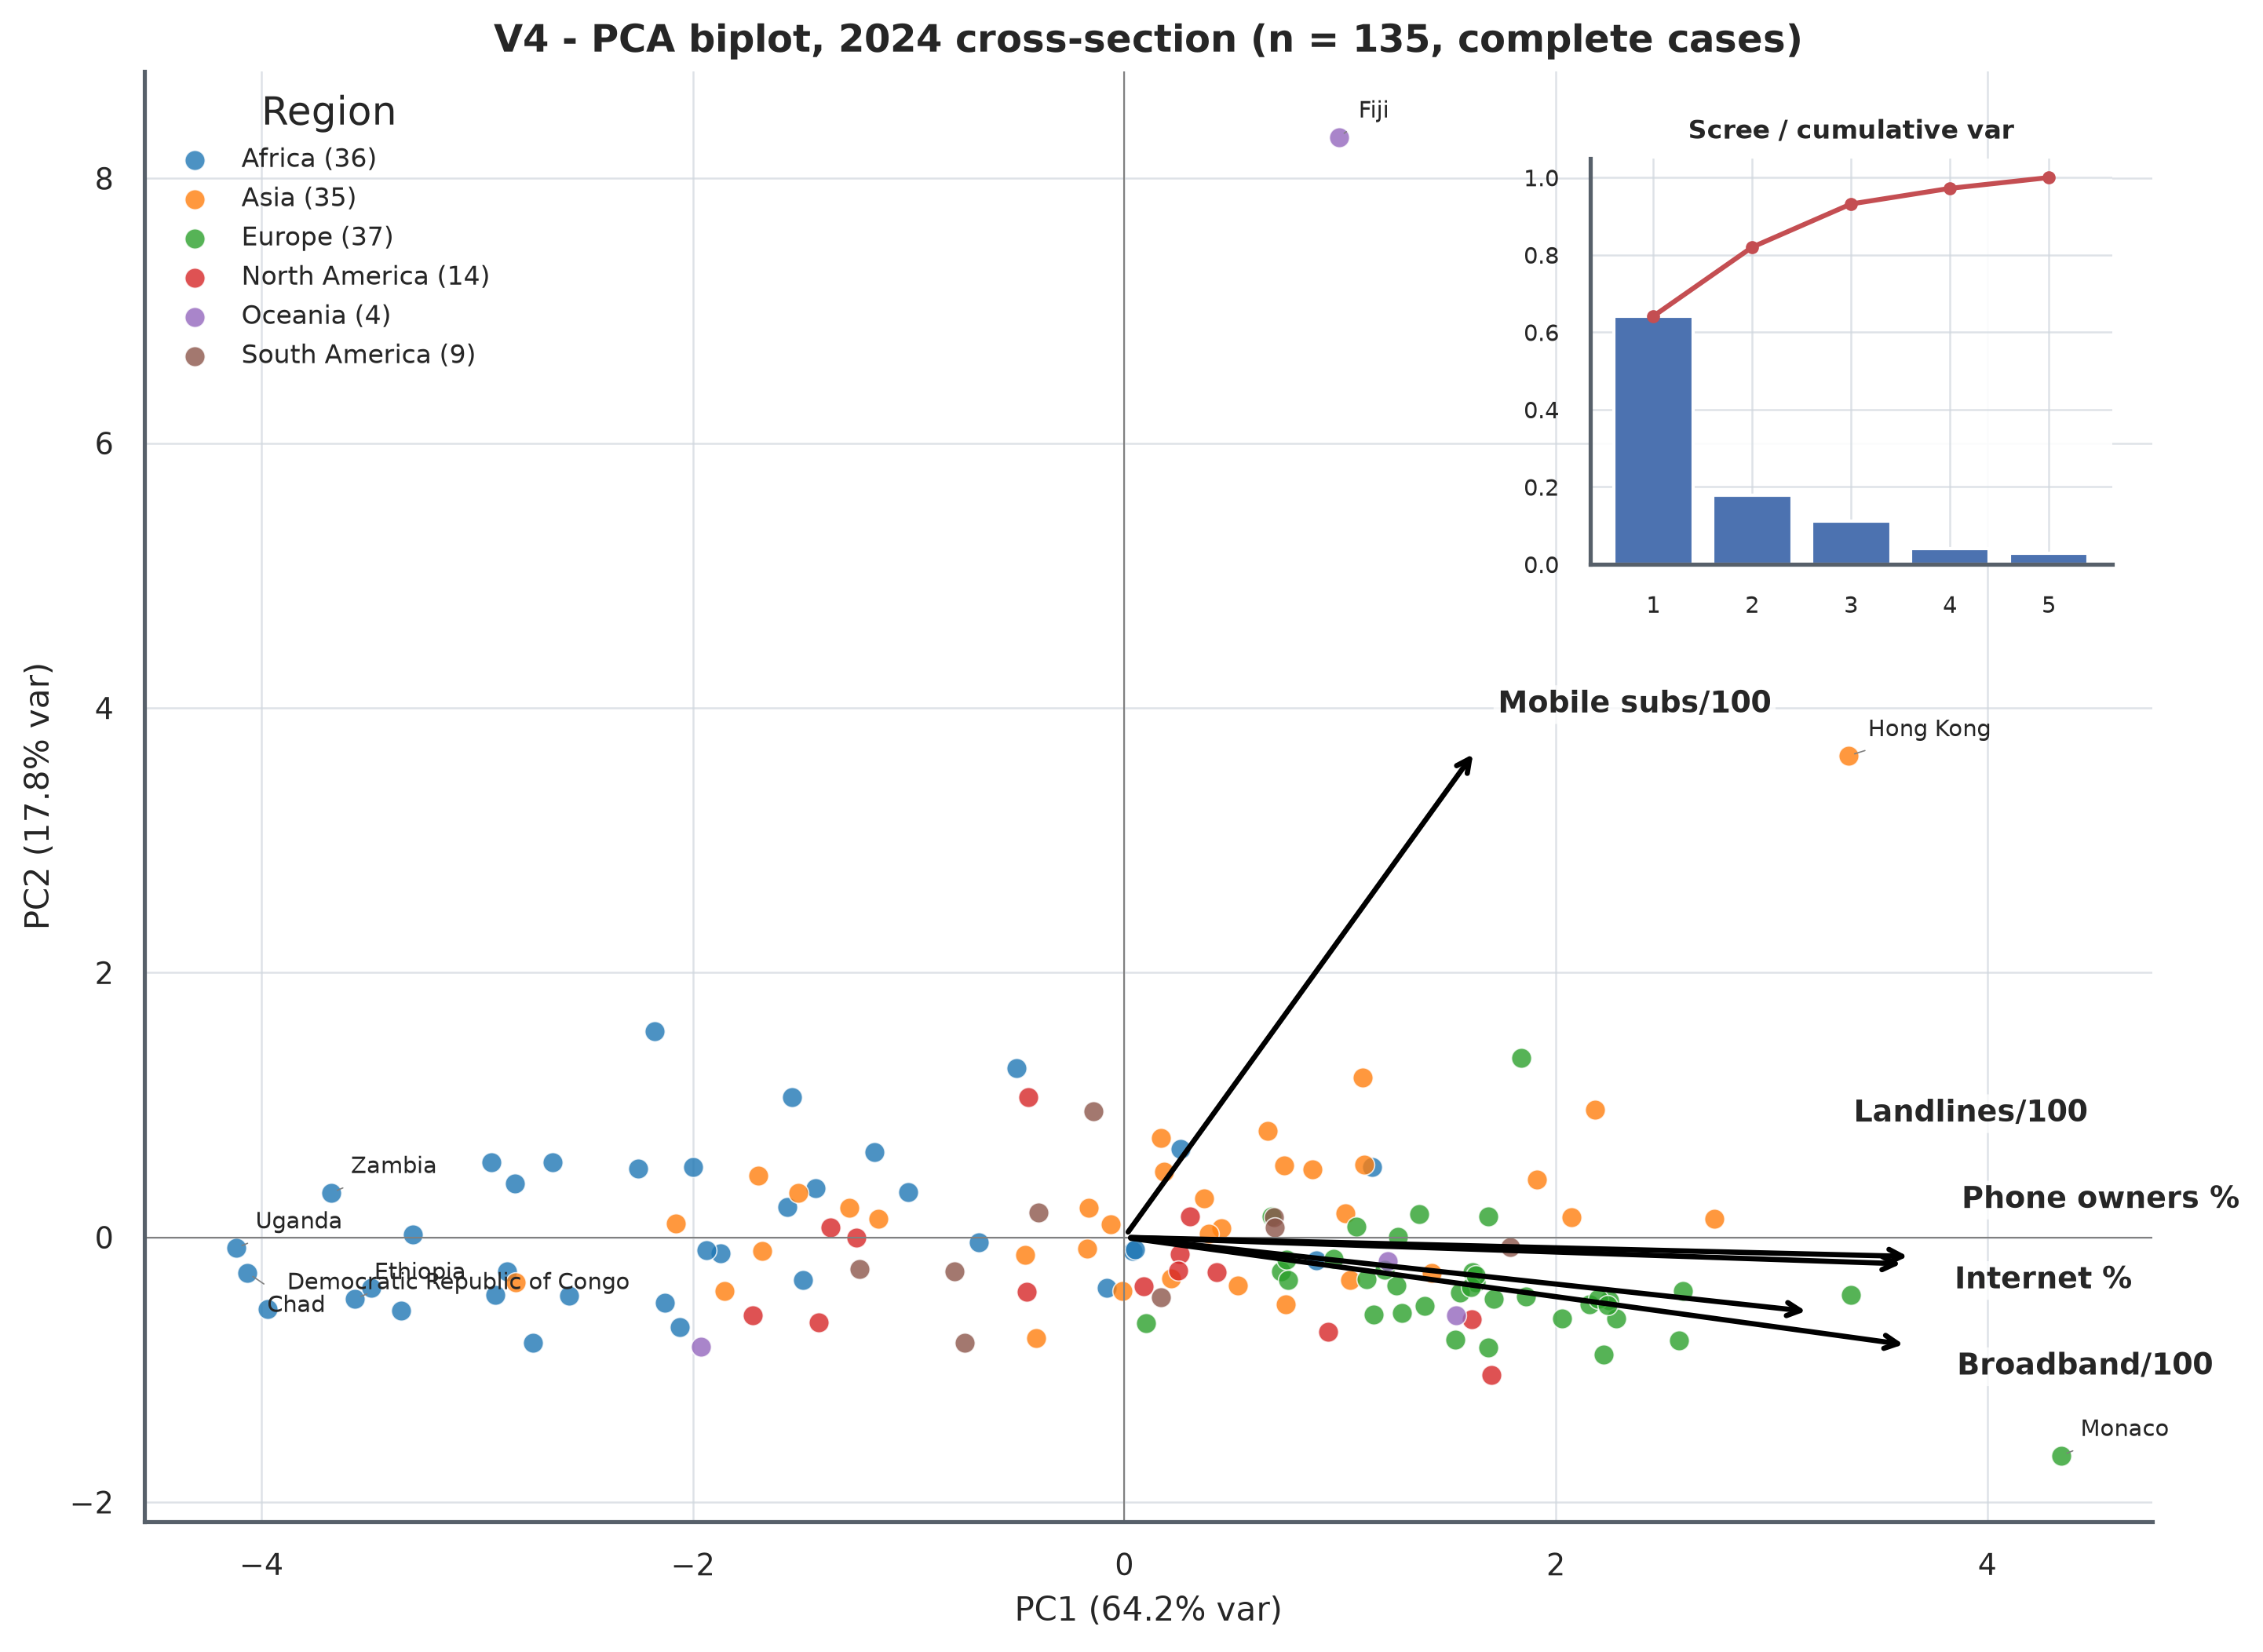 V4 - PCA biplot, 2024 cross-section (n = 135, complete cases)
Region
Africa (36)
Asia (35)
Europe (37)
North America (14)
Oceania (4)
South America (9)
Fiji
Scree / cumulative var
1.0
0.8
0.6
0.4
0.2
0.0
1 2 3 4 5
8
6
4
2
0
−2
PC2 (17.8% var)
Mobile subs/100
Hong Kong
Landlines/100
Phone owners %
Internet %
Broadband/100
Monaco
Zambia
Uganda
Ethiopia
Democratic Republic of Congo
Chad
−4 −2 0 2 4
PC1 (64.2% var)